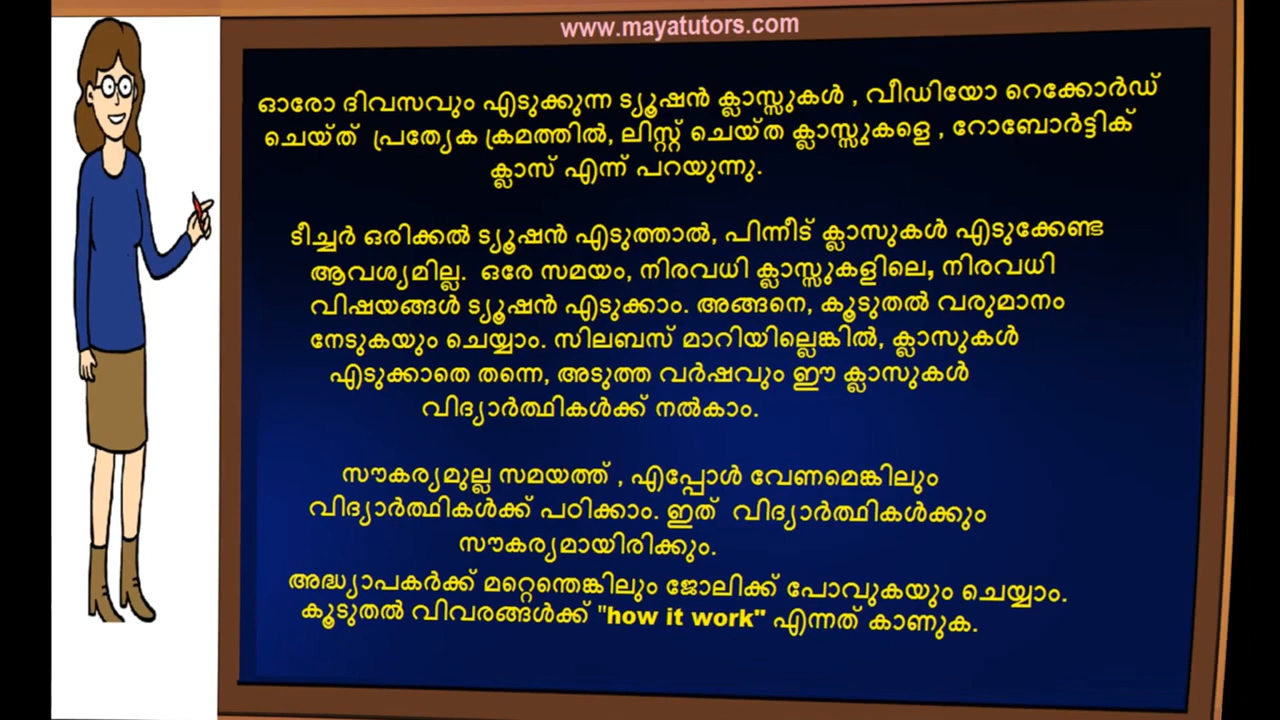 www.mayatutors.com
ഓരോ ദിവസവും എടുക്കുന്ന ട്യൂഷൻ ക്ലാസ്സുകൾ , വീഡിയോ റെക്കോർഡ്
ചെയ്ത് പ്രത്യേക ക്രമത്തിൽ, ലിസ്റ്റ് ചെയ്ത ക്ലാസ്സുകളെ , റോബോർട്ടിക്
ക്ലാസ് എന്ന് പറയുന്നു.
ടീച്ചർ ഒരിക്കൽ ട്യൂഷൻ എടുത്താൽ, പിന്നീട് ക്ലാസുകൾ എടുക്കേണ്ട
ആവശ്യമില്ല. ഒരേ സമയം, നിരവധി ക്ലാസ്സുകളിലെ, നിരവധി
വിഷയങ്ങൾ ട്യൂഷൻ എടുക്കാം. അങ്ങനെ, കൂടുതൽ വരുമാനം
നേടുകയും ചെയ്യാം. സിലബസ് മാറിയില്ലെങ്കിൽ, ക്ലാസുകൾ
എടുക്കാതെ തന്നെ, അടുത്ത വർഷവും ഈ ക്ലാസുകൾ
വിദ്യാർത്ഥികൾക്ക് നൽകാം.
സൗകര്യമുല്ല സമയത്ത് , എപ്പോൾ വേണമെങ്കിലും
വിദ്യാർത്ഥികൾക്ക് പഠിക്കാം. ഇത് വിദ്യാർത്ഥികൾക്കും
സൗകര്യമായിരിക്കും.
അദ്ധ്യാപകർക്ക് മറ്റെന്തെങ്കിലും ജോലിക്ക് പോവുകയും ചെയ്യാം.
കൂടുതൽ വിവരങ്ങൾക്ക് "how it work" എന്നത് കാണുക.